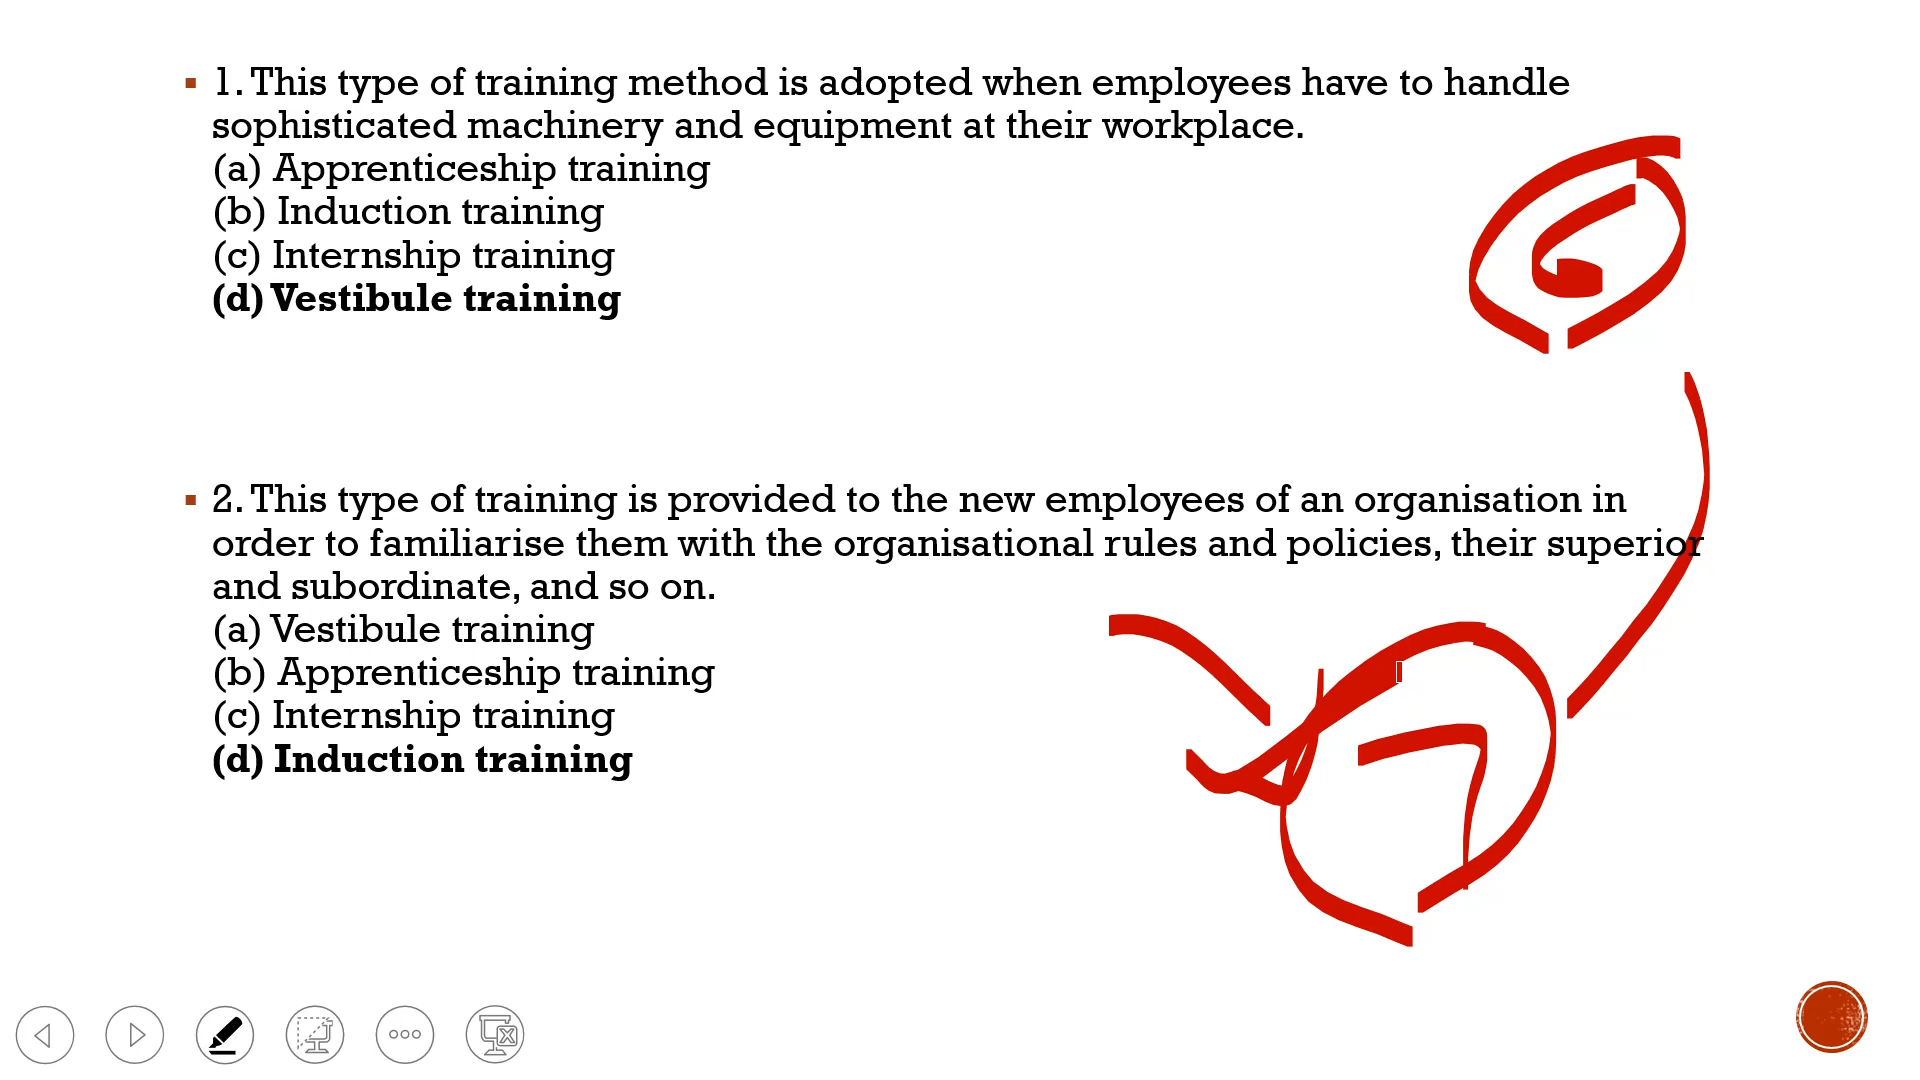 1. This type of training method is adopted when employees have to handle
sophisticated machinery and equipment at their workplace.
(a) Apprenticeship training
(b) Induction training
(c) Internship training
(d) Vestibule training
6
2. This type of training is provided to the new employees of an organisation in
order to familiarise them with the organisational rules and policies, their superior
and subordinate, and so on.
(a) Vestibule training
(b) Apprenticeship training
(c) Internship training
(d) Induction training
7